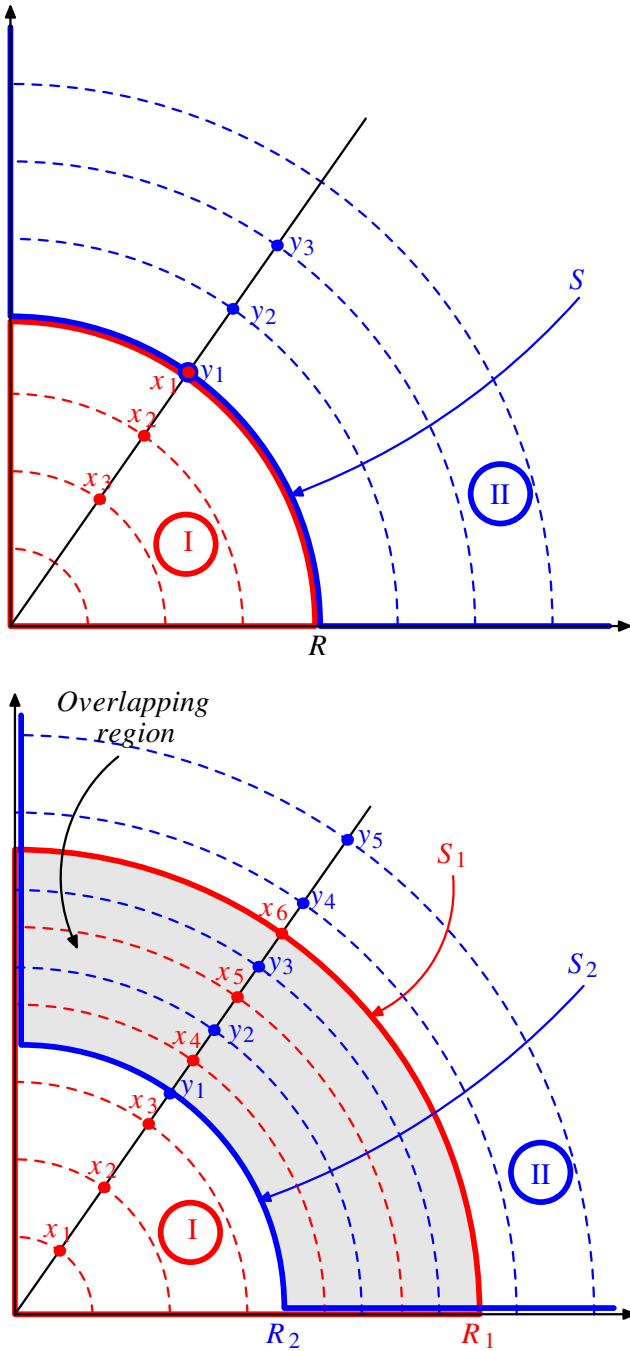 y3
S
y2
x1 y1
x2
x3
II
I
R
Overlapping
region
y5
S1
x6
y4
y3
S2
x5
y2
x4
y1
x3
x2
II
x1
I
R2
R1